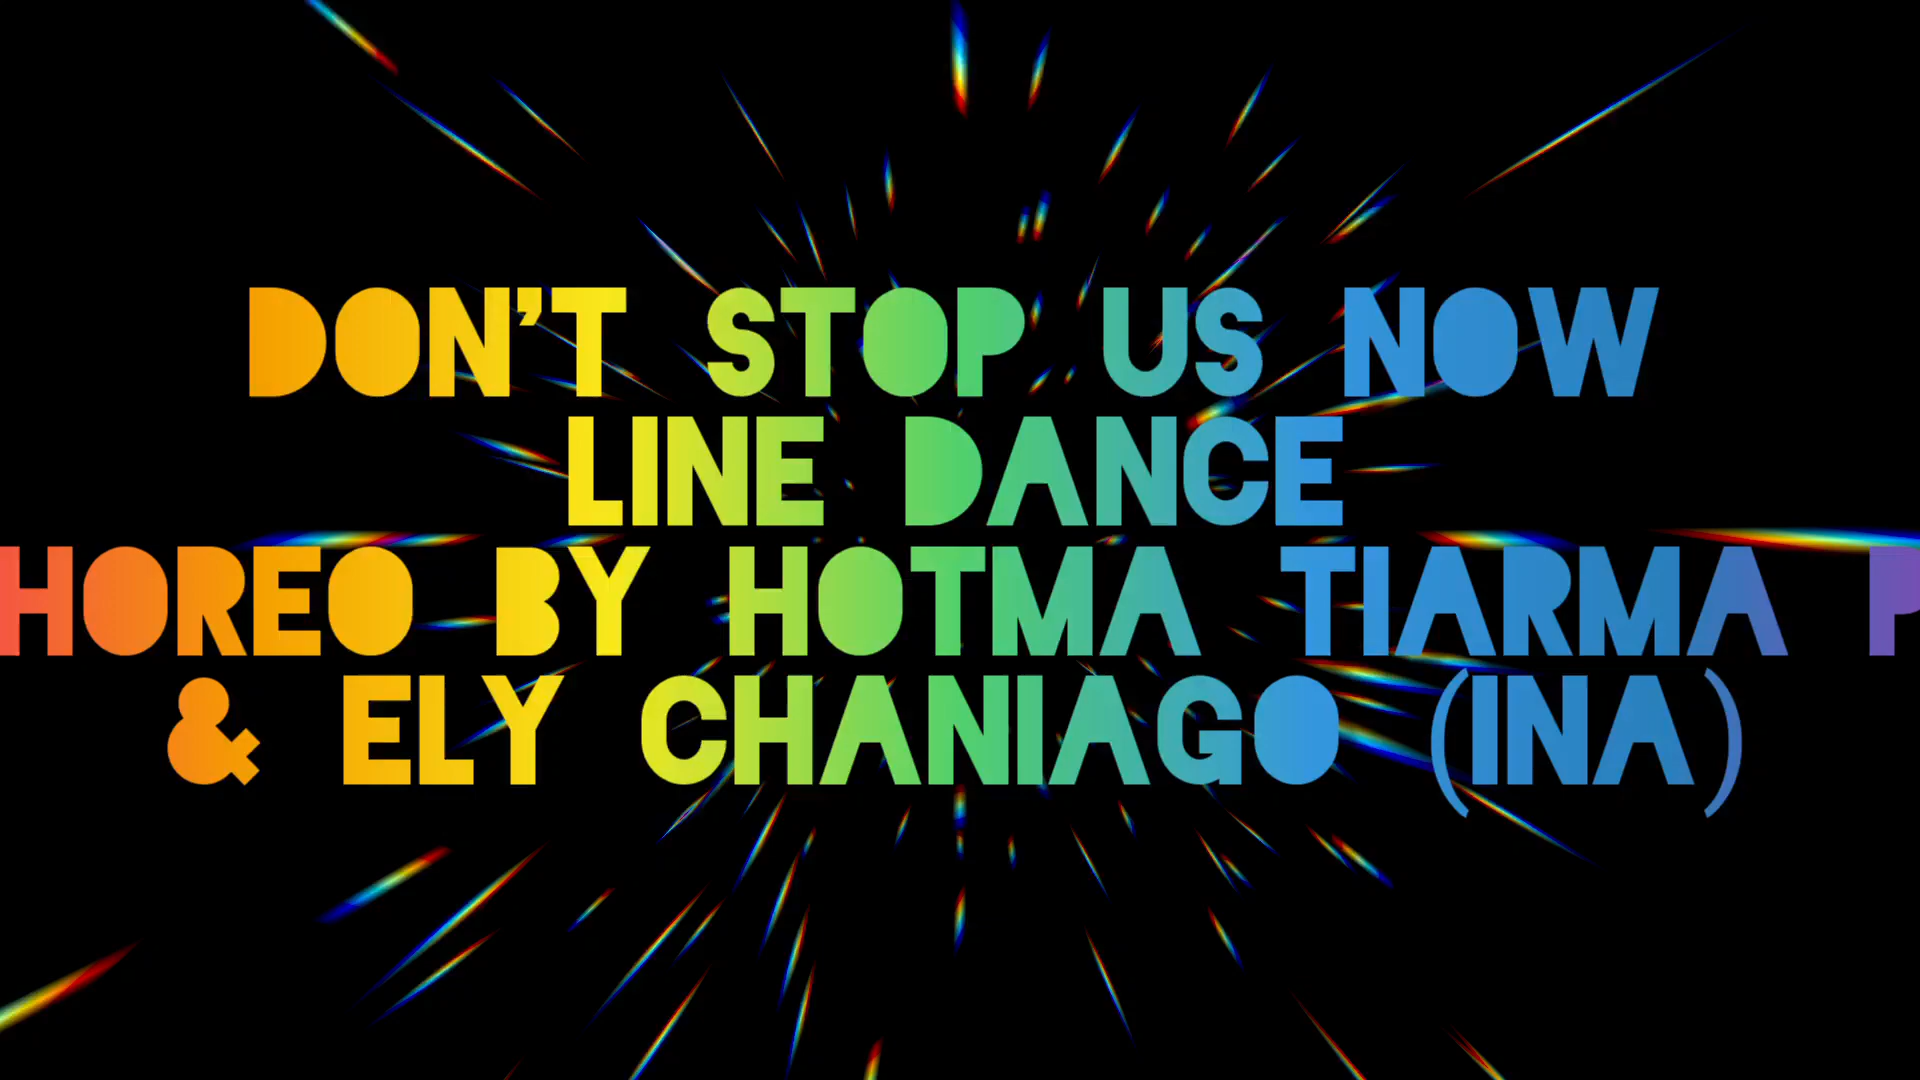 DON'T STOP US NOW
LINE DANCE
HOREO BY HOTMA TIARMA P
& ELY CHANIAGO (INA)